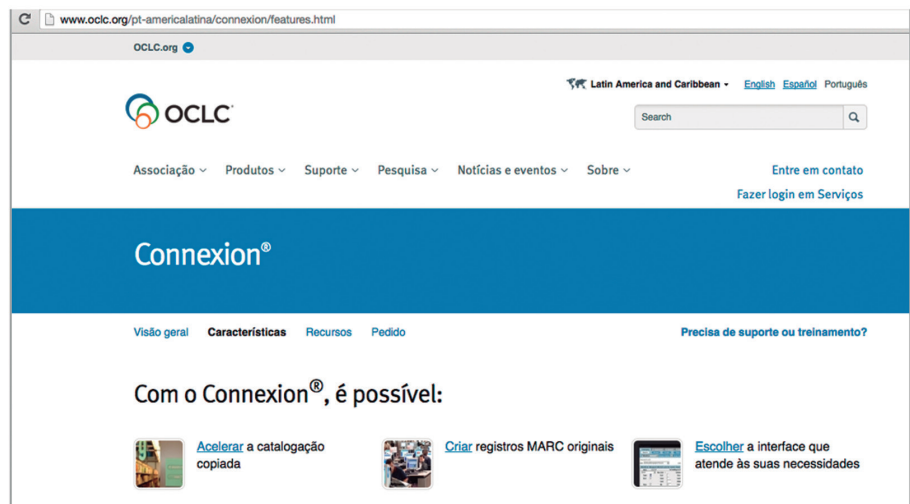 www.oclc.org/pt-americalatina/connexion/features.html
OCLC.org
Latin America and Caribbean English Español Português
OCLC
Search
Associação Produtos Suporte Pesquisa Notícias e eventos Sobre Entre em contato
Fazer login em Serviços
Connexion®
Visão geral Características Recursos Pedido Precisa de suporte ou treinamento?
Com o Connexion®, é possível:
Acelerar a catalogação
copiada
Criar registros MARC originais
Escolher a interface que
atende às suas necessidades